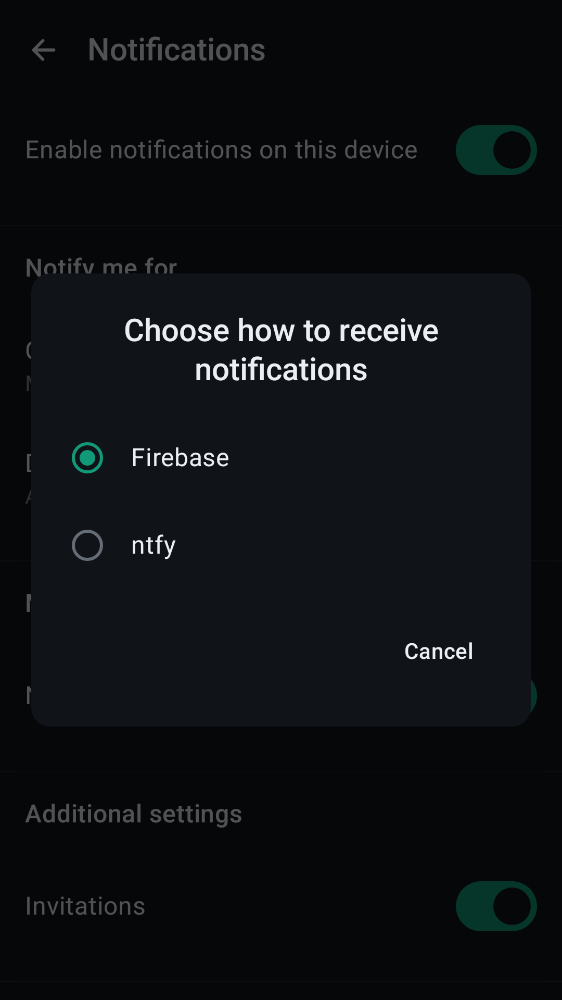 Notifications
Enable notifications on this device
Notify me for
Choose how to receive
notifications
Firebase
ntfy
Cancel
Additional settings
Invitations